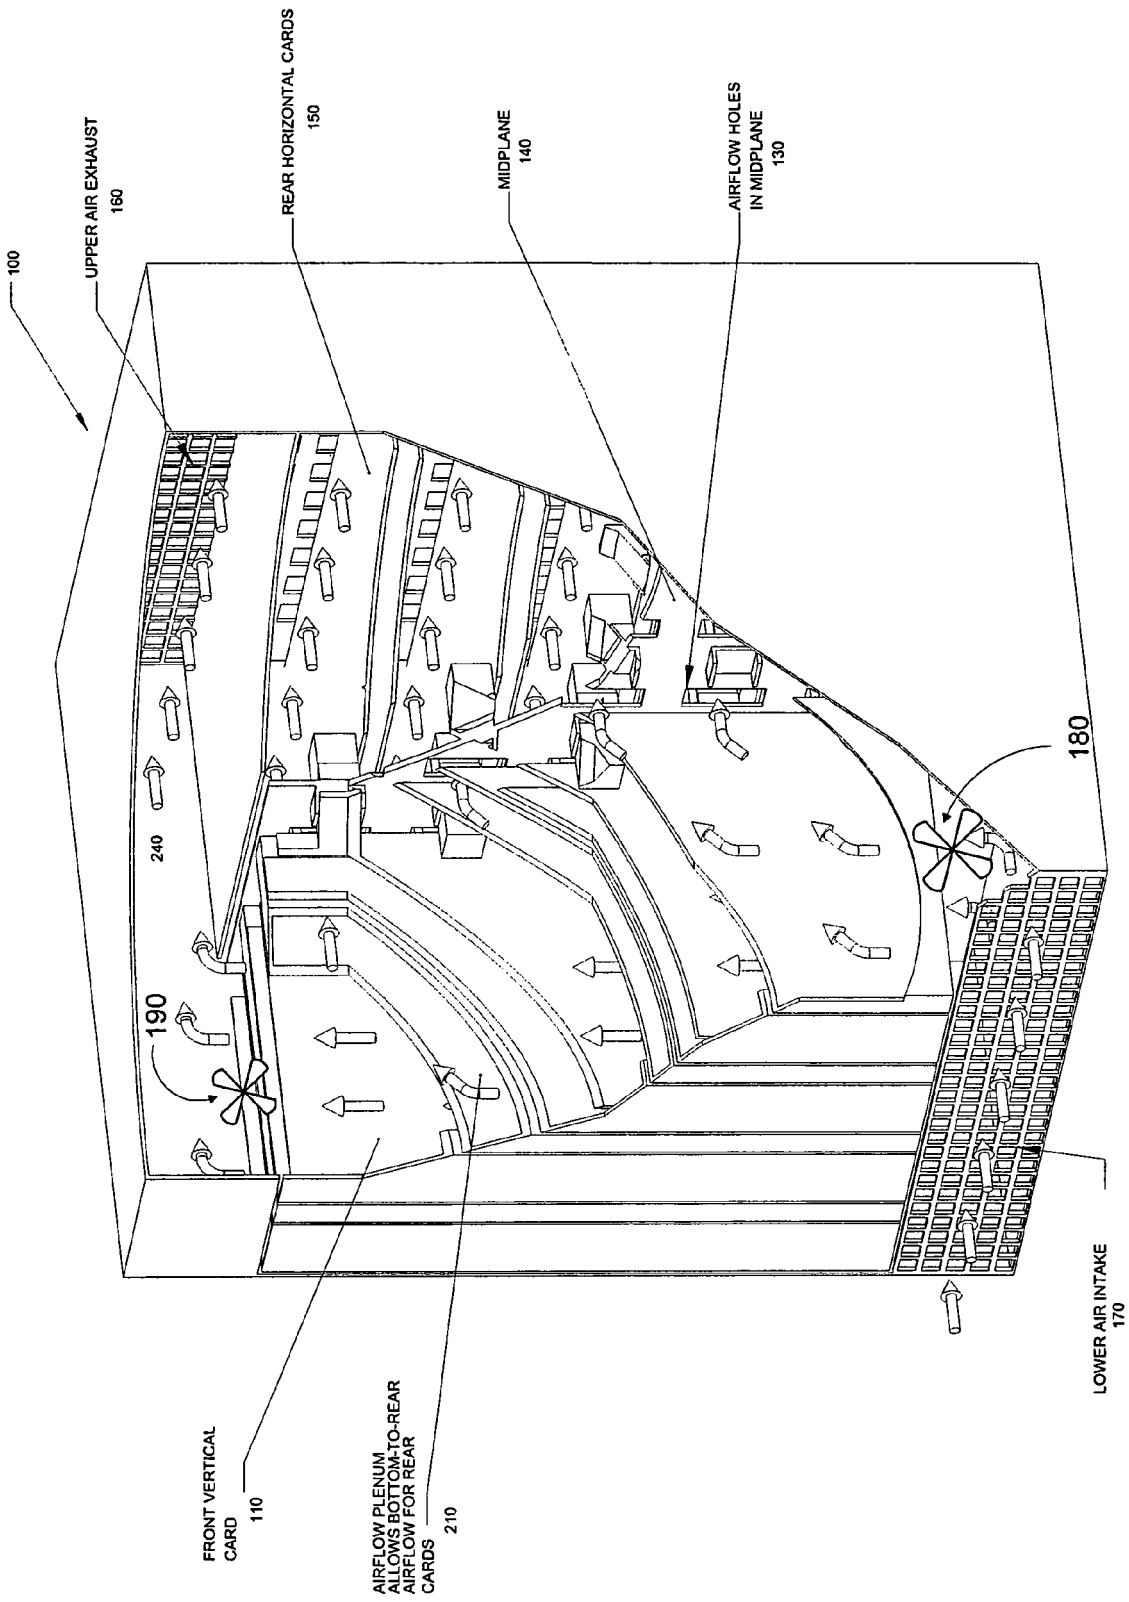 100
UPPER AIR EXHAUST
160
REAR HORIZONTAL CARDS
150
MIDPLANE
140
AIRFLOW HOLES
IN MIDPLANE
130
240
190
180
FRONT VERTICAL
CARD
110
AIRFLOW PLENUM
ALLOWS BOTTOM-TO-REAR
AIRFLOW FOR REAR
CARDS
210
LOWER AIR INTAKE
170